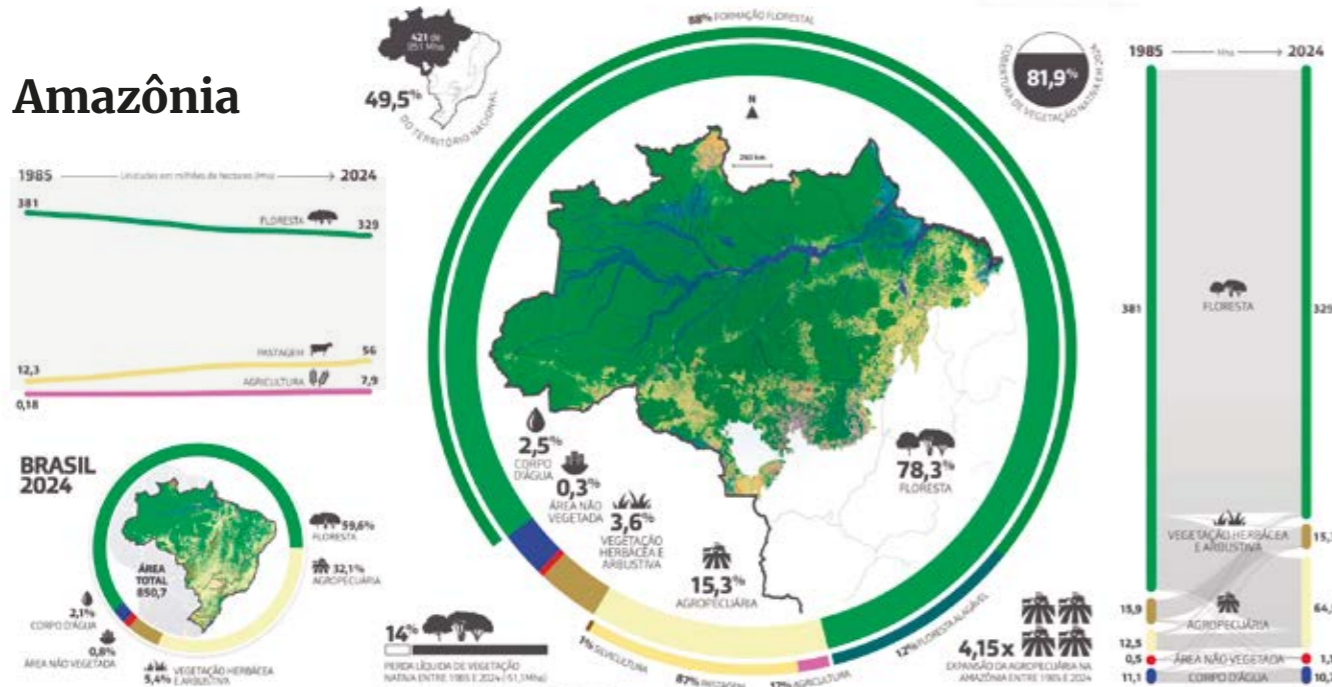 Amazônia
421 de
851 Mha
49,5%
DO TERRITÓRIO NACIONAL
88% FORMAÇÃO FLORESTAL
81,9%
COBERTURA DE VEGETAÇÃO NATIVA EM 2024
N
250 km
1985
Unidades em milhões de hectares (Mha)
2024
381
FLORESTA
329
PASTAGEM
56
12,3
AGRICULTURA
7,9
0,18
BRASIL
2024
ÁREA
TOTAL
850,7
59,6%
FLORESTA
32,1%
AGROPECUÁRIA
2,1%
CORPO
D'ÁGUA
0,8%
ÁREA NÃO
VEGETADA
5,4%
VEGETAÇÃO HERBÁCEA
E ARBUSTIVA
2,5%
CORPO
D'ÁGUA
0,3%
ÁREA NÃO
VEGETADA
3,6%
VEGETAÇÃO
HERBÁCEA E
ARBUSTIVA
15,3%
AGROPECUÁRIA
78,3%
FLORESTA
1% SILVICULTURA
87% PASTAGEM
12% AGRICULTURA
12% FLORESTA ALAGÁVEL
14%
PERDA LÍQUIDA DE VEGETAÇÃO
NATIVA ENTRE 1985 E 2024
4,15x
EXPANSÃO DA AGROPECUÁRIA NA
AMAZÔNIA ENTRE 1985 E 2024
1985
Mha
2024
381
FLORESTA
329
VEGETAÇÃO HERBÁCEA
E ARBUSTIVA
15,9
AGROPECUÁRIA
12,5
0,5
ÁREA NÃO VEGETADA
11,1
CORPO D'ÁGUA